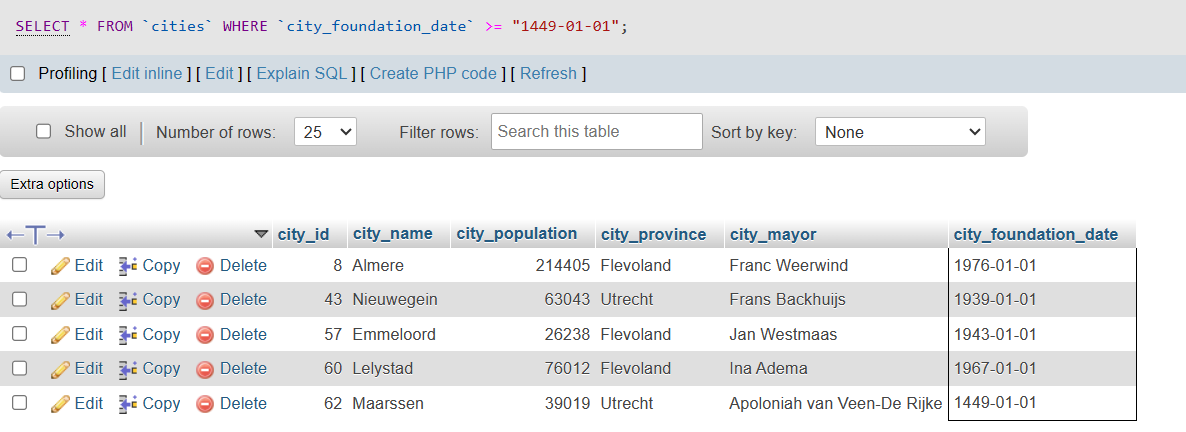 SELECT * FROM `cities` WHERE `city_foundation_date` >= "1449-01-01";
Profiling [ Edit inline ] [ Edit ] [ Explain SQL ] [ Create PHP code ] [ Refresh ]
Show all Number of rows: 25 Filter rows: Search this table Sort by key: None
Extra options
←T→ city_id city_name city_population city_province city_mayor city_foundation_date
Edit Copy Delete 8 Almere 214405 Flevoland Franc Weerwind 1976-01-01
Edit Copy Delete 43 Nieuwegein 63043 Utrecht Frans Backhuijs 1939-01-01
Edit Copy Delete 57 Emmeloord 26238 Flevoland Jan Westmaas 1943-01-01
Edit Copy Delete 60 Lelystad 76012 Flevoland Ina Adema 1967-01-01
Edit Copy Delete 62 Maarssen 39019 Utrecht Apoloniah van Veen-De Rijke 1449-01-01